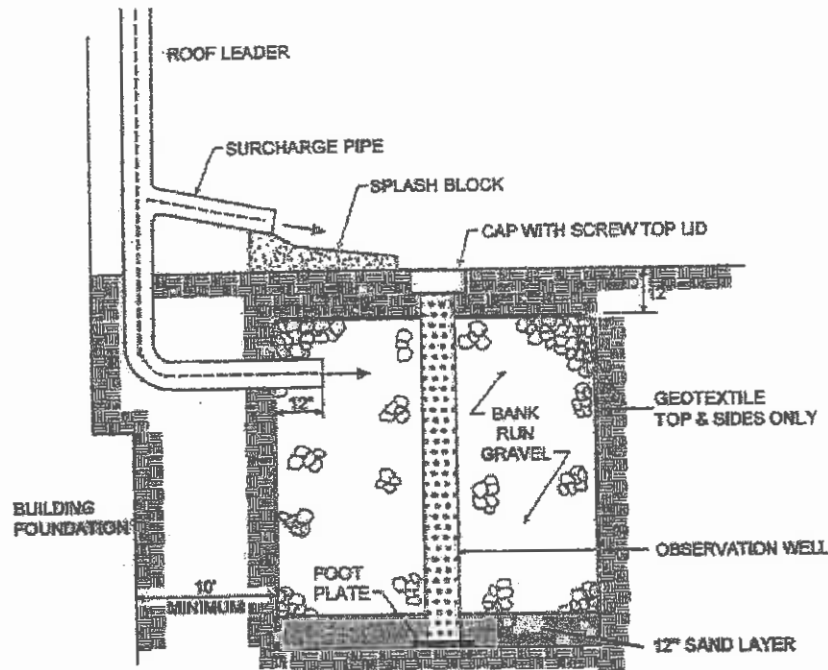 ROOF LEADER
SURCHARGE PIPE
SPLASH BLOCK
CAP WITH SCREW TOP LID
12"
12"
GEOTEXTILE
TOP & SIDES ONLY
BANK
RUN
GRAVEL
BUILDING
FOUNDATION
OBSERVATION WELL
FOOT
PLATE
10'
MINIMUM
12" SAND LAYER